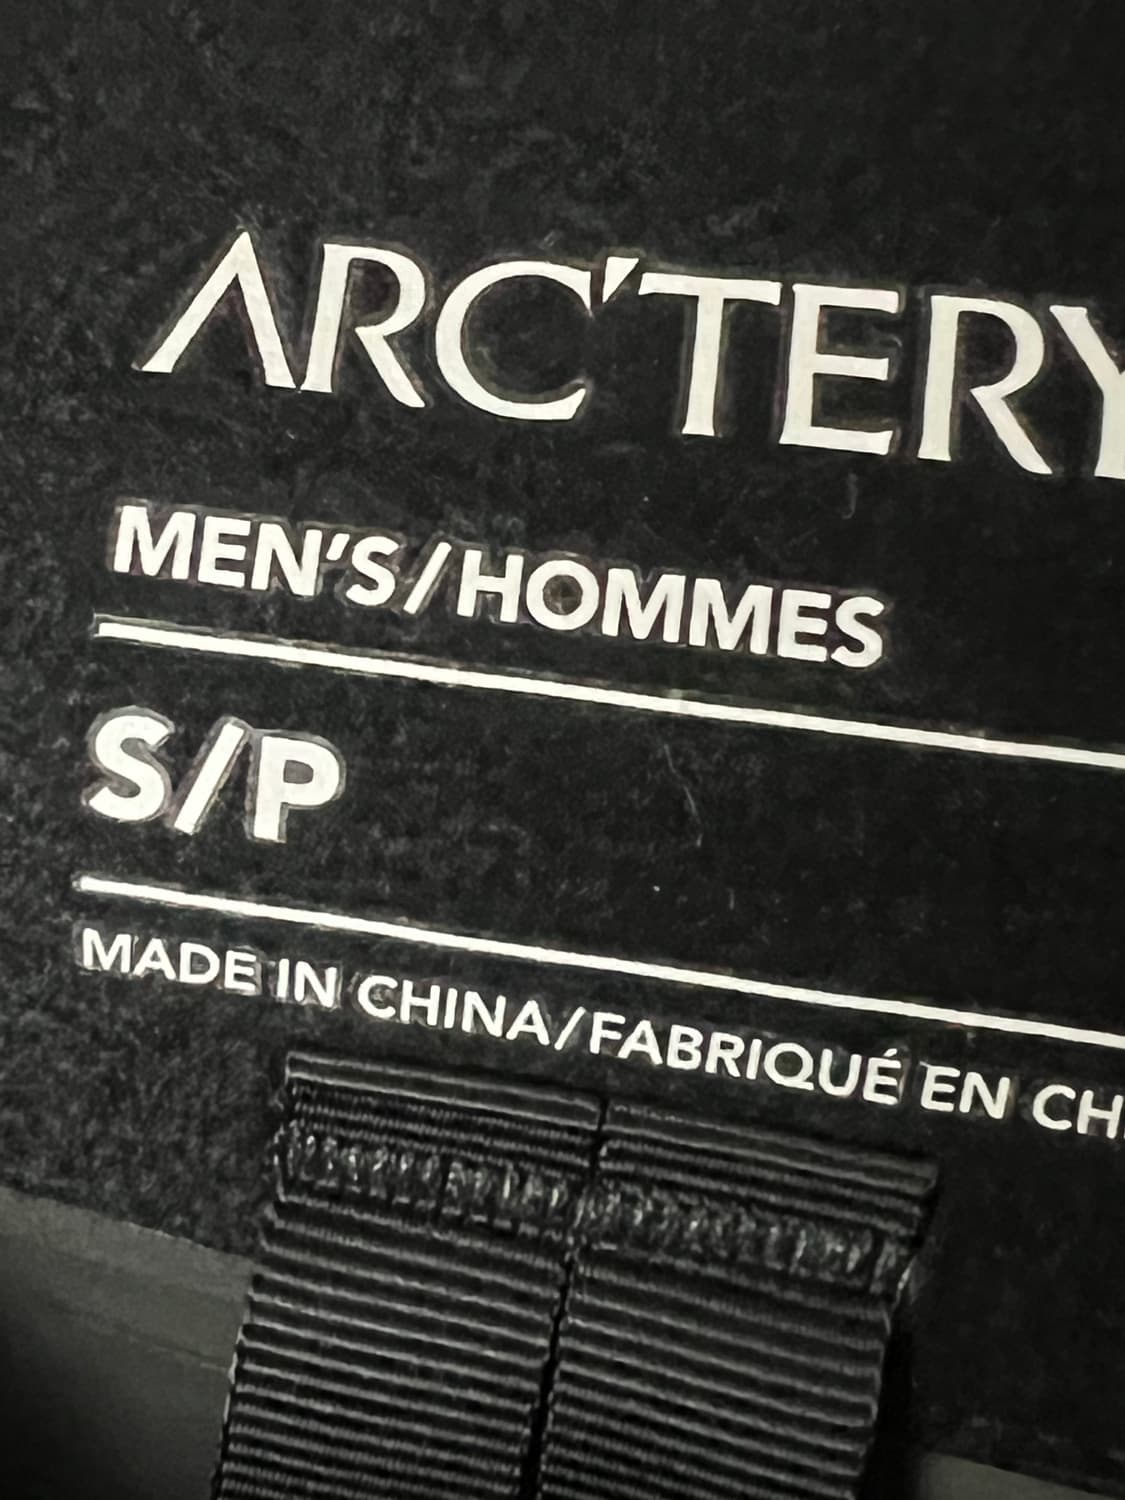 ARC'TERY
MEN'S/HOMMES
S/P
MADE IN CHINA/FABRIQUÉ EN CH